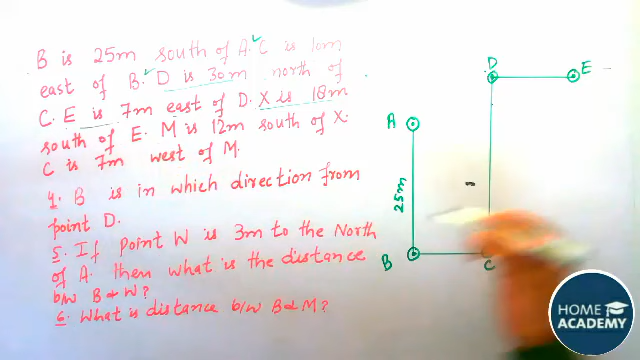 B is 25m south of A. C is 10m
east of B. D is 30m north of
C. E is 7m east of D. X is 18m
south of E. M is 12m south of X.
C is 7m west of M.
4. B is in which direction from
point D.
5. If point W is 3m to the North
of A. then what is the distance
b/w B & W?
6. What is distance b/w B & M?
D
E
A
25m
B
C
HOME
ACADEMY